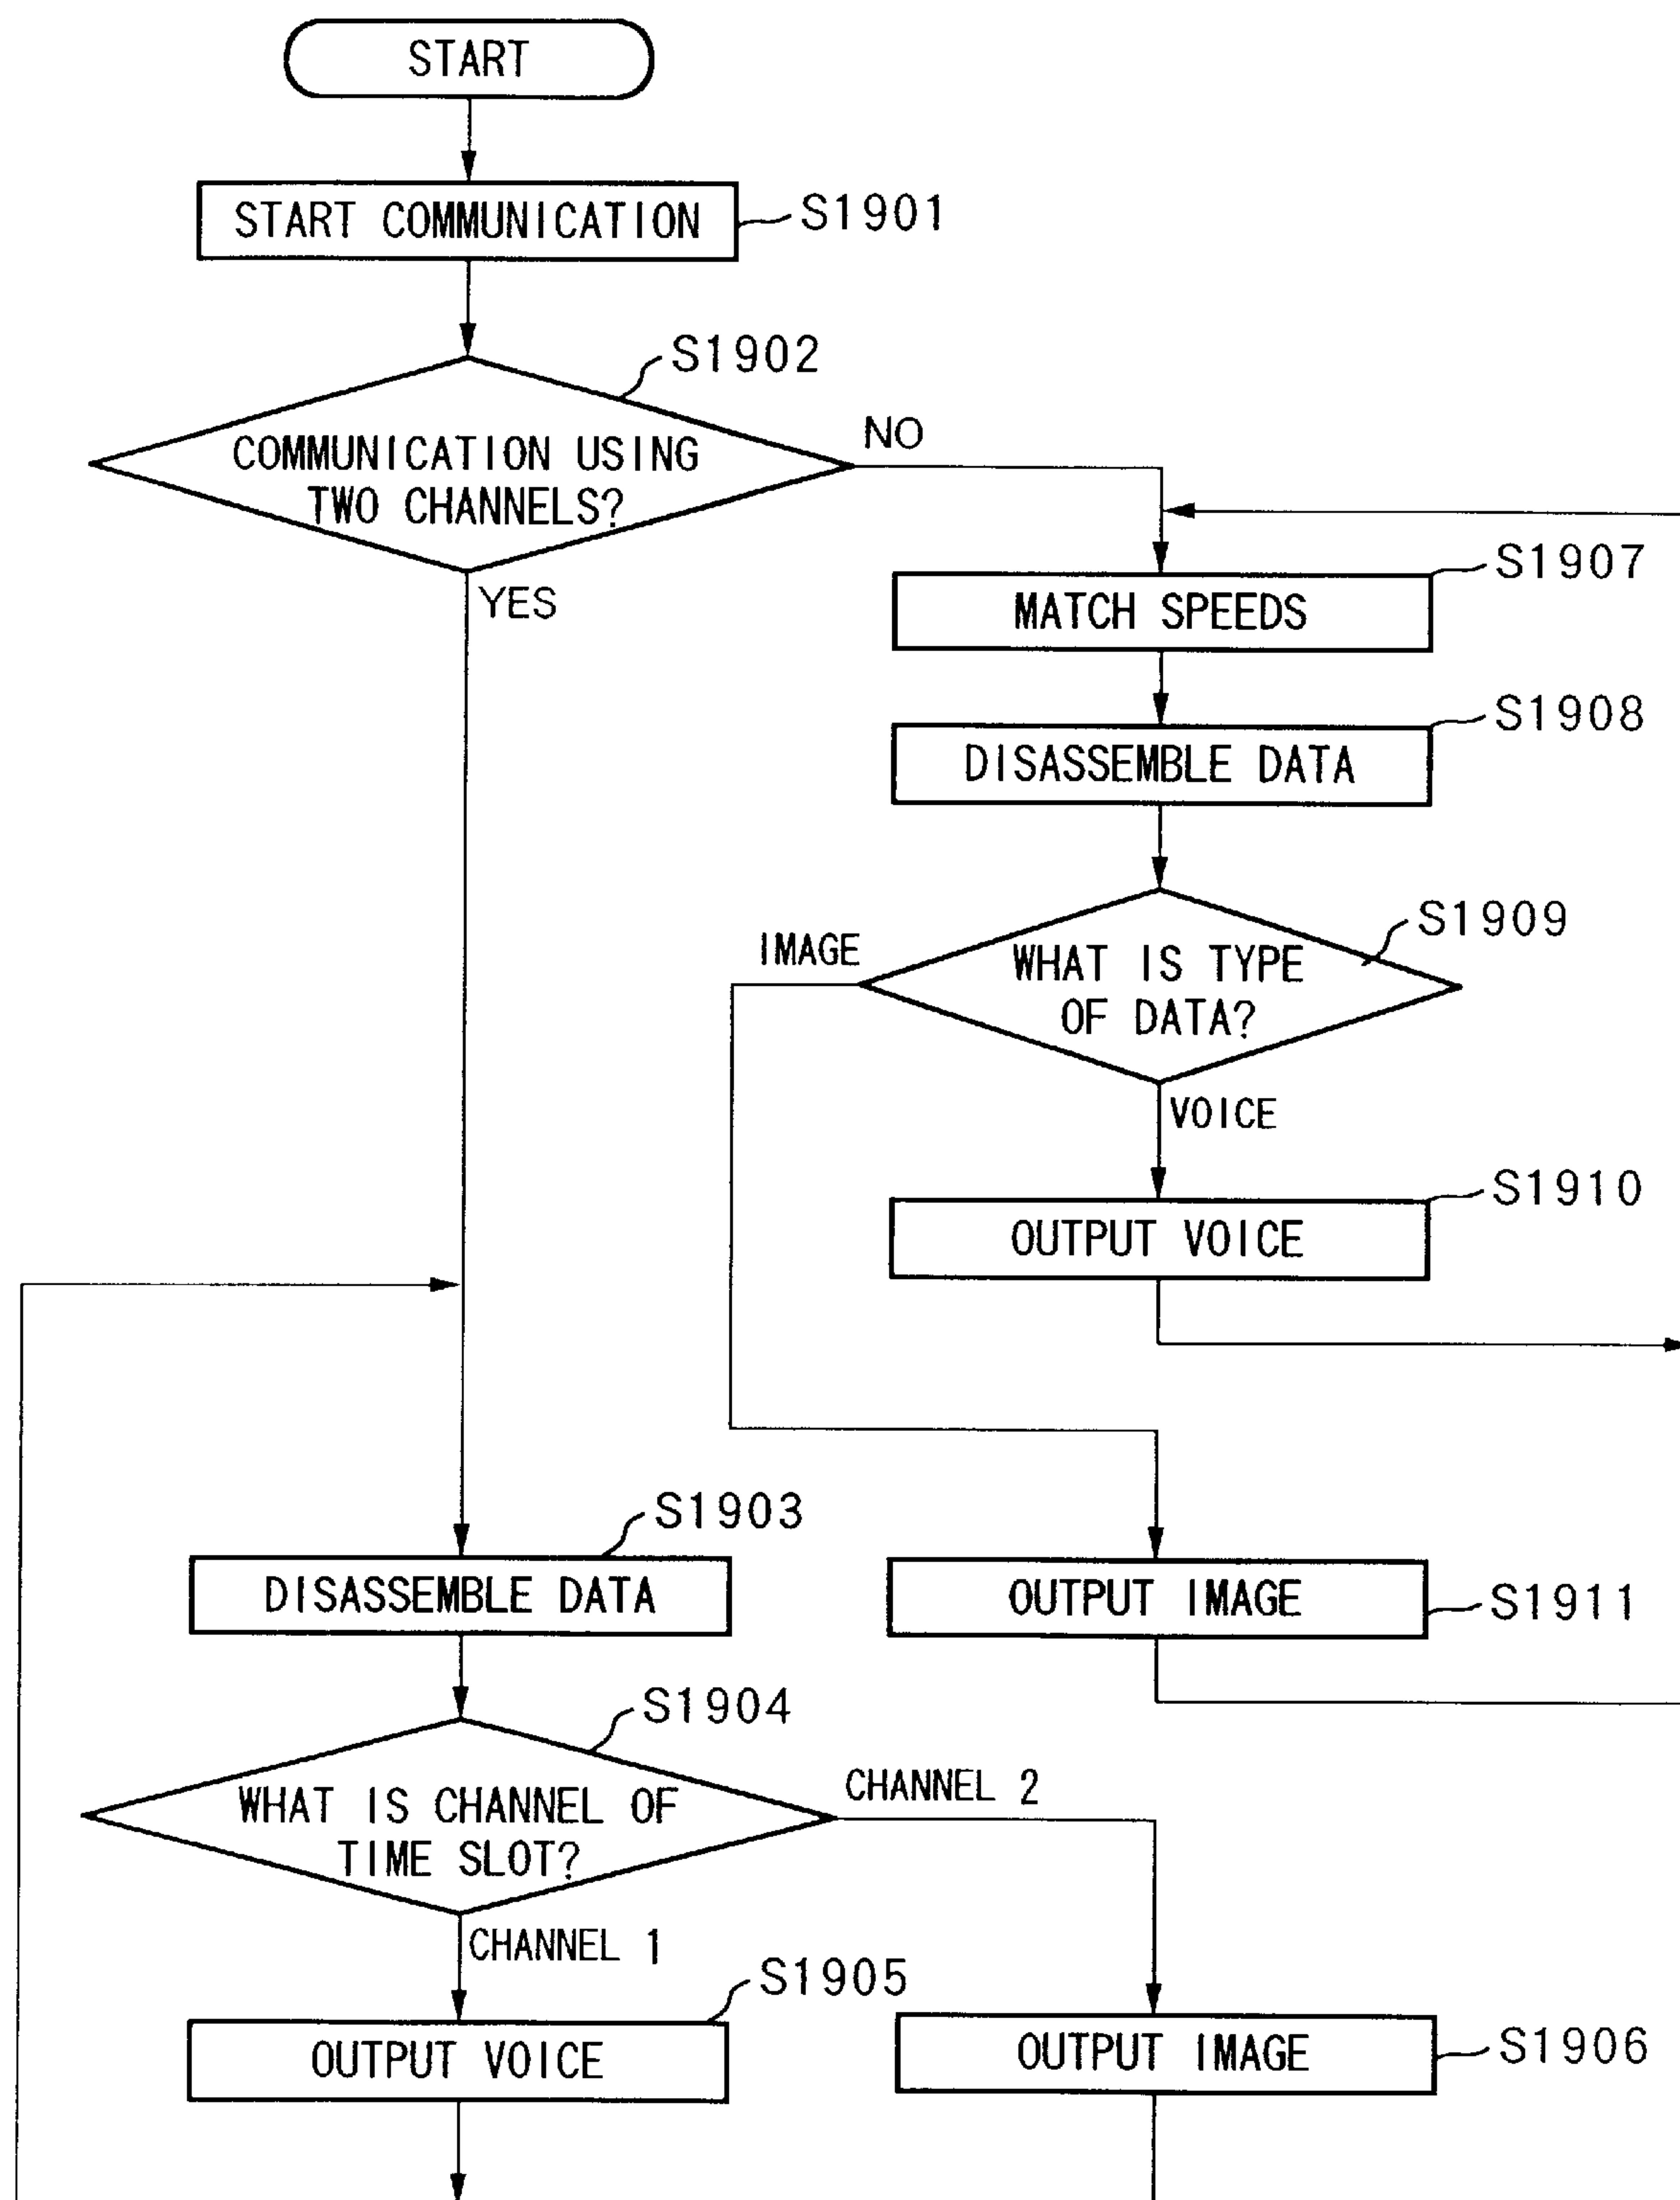 START
START COMMUNICATION
S1901
S1902
COMMUNICATION USING
TWO CHANNELS?
NO
YES
S1907
MATCH SPEEDS
S1908
DISASSEMBLE DATA
S1909
IMAGE
WHAT IS TYPE
OF DATA?
VOICE
S1910
OUTPUT VOICE
S1903
DISASSEMBLE DATA
OUTPUT IMAGE
S1911
S1904
WHAT IS CHANNEL OF
TIME SLOT?
CHANNEL 2
CHANNEL 1
S1905
OUTPUT VOICE
OUTPUT IMAGE
S1906